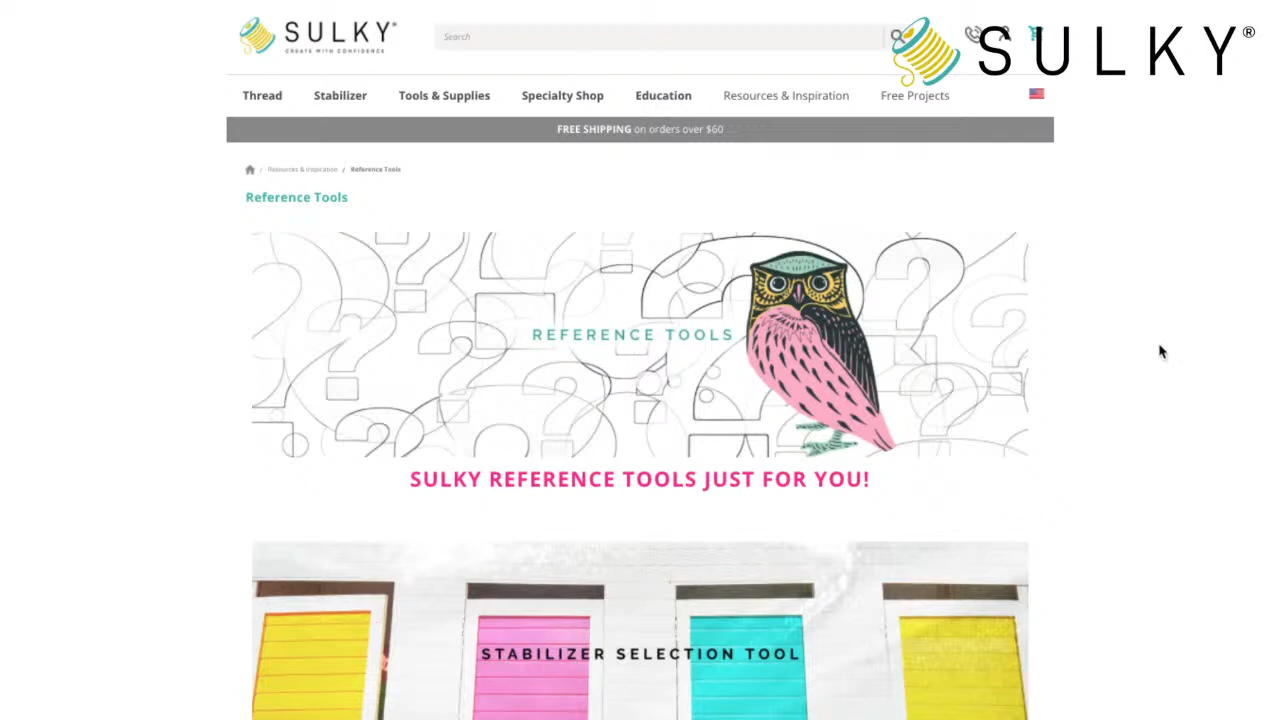 SULKY®
CREATE WITH CONFIDENCE
Search
SULKY®
Thread Stabilizer Tools & Supplies Specialty Shop Education Resources & Inspiration Free Projects
FREE SHIPPING on orders over $60
/ Resources & Inspiration / Reference Tools
Reference Tools
REFERENCE TOOLS
SULKY REFERENCE TOOLS JUST FOR YOU!
STABILIZER SELECTION TOOL